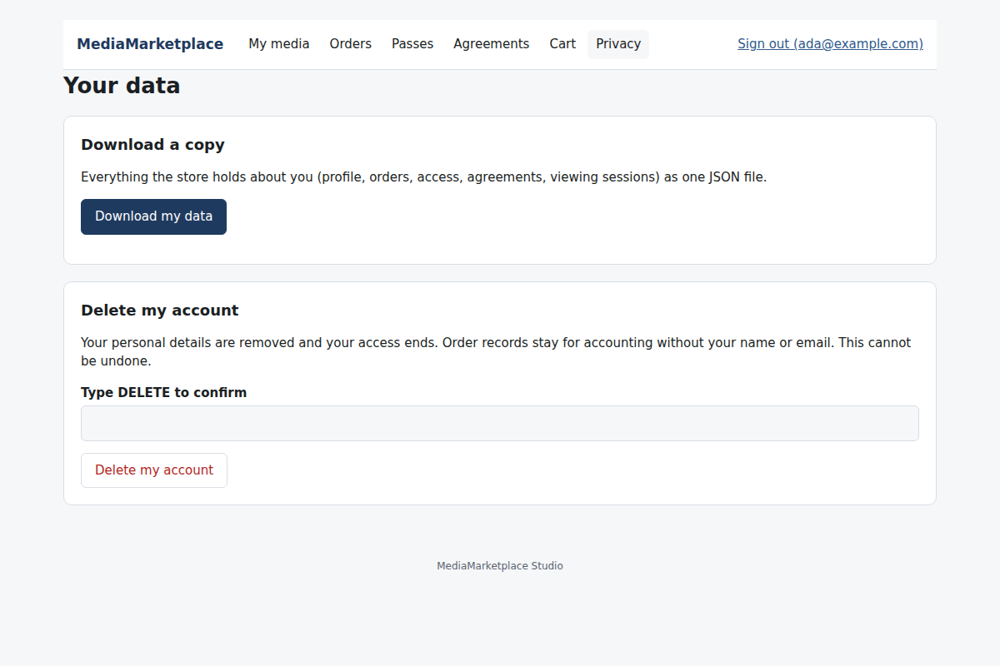 MediaMarketplace My media Orders Passes Agreements Cart Privacy Sign out (ada@example.com)
Your data
Download a copy
Everything the store holds about you (profile, orders, access, agreements, viewing sessions) as one JSON file.
Download my data
Delete my account
Your personal details are removed and your access ends. Order records stay for accounting without your name or email. This cannot
be undone.
Type DELETE to confirm
Delete my account
MediaMarketplace Studio